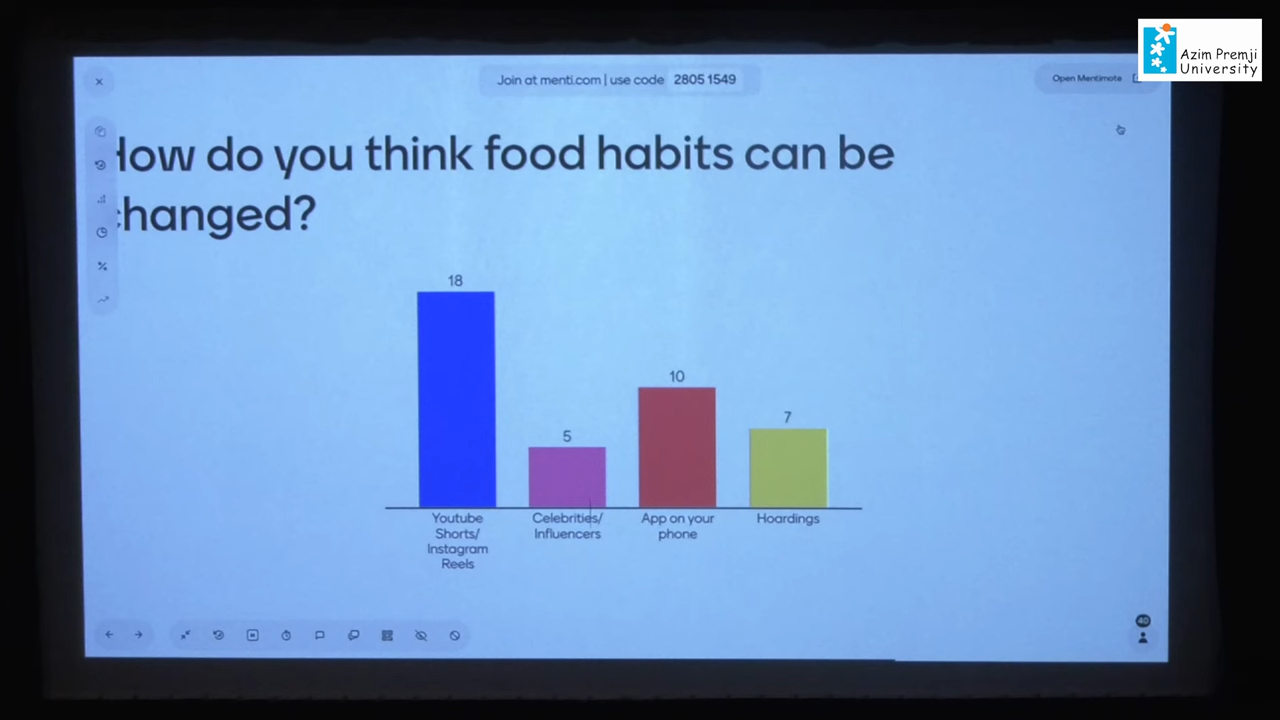 Azim Premji
University
Join at menti.com | use code 2805 1549
Open Mentimote
How do you think food habits can be
changed?
18
5
10
7
Youtube
Shorts/
Instagram
Reels
Celebrities/
Influencers
App on your
phone
Hoardings
40